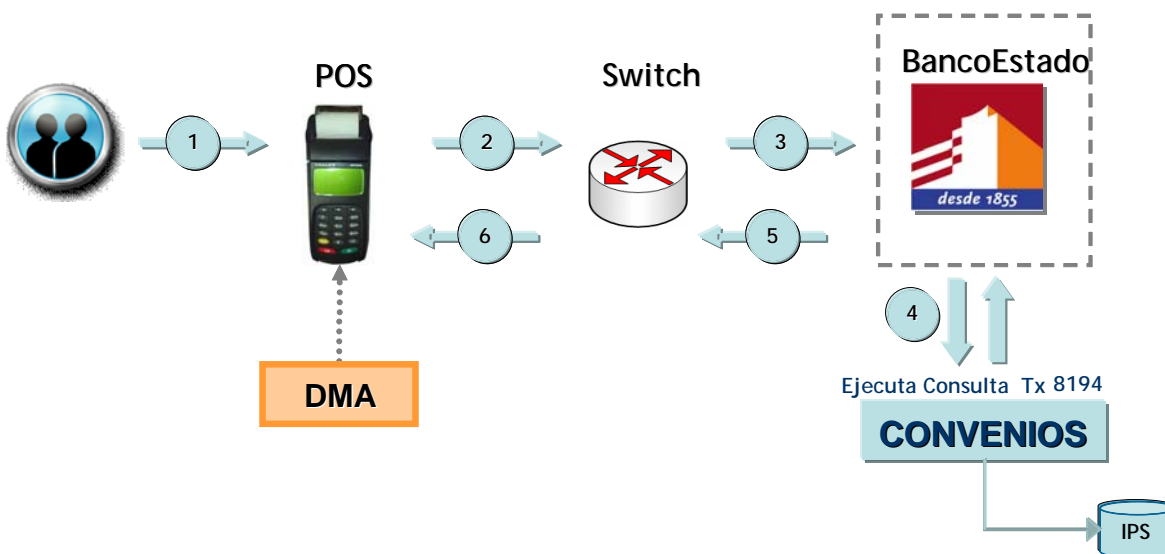 POS
Switch
BancoEstado
1
2
3
desde 1855
6
5
4
DMA
Ejecuta Consulta Tx 8194
CONVENIOS
IPS